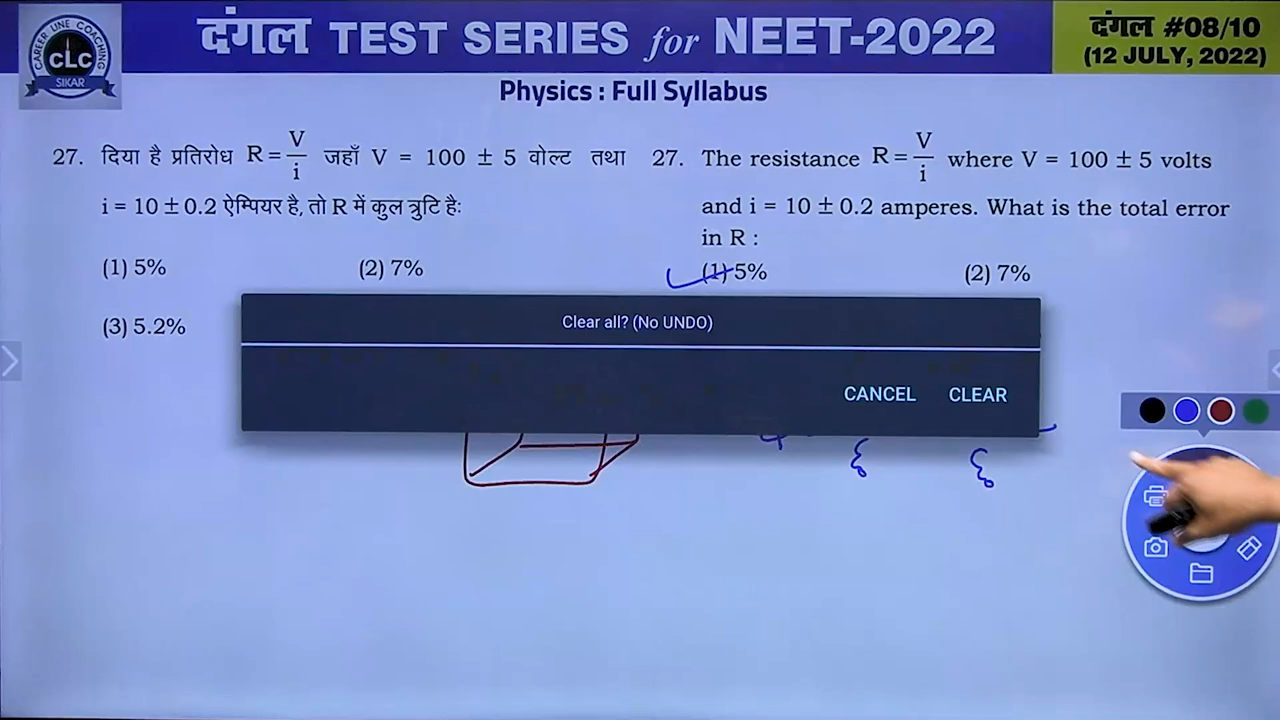 दंगल TEST SERIES for NEET-2022
दंगल #08/10
(12 JULY, 2022)
CAREER LINE COACHING
CLC
SIKAR
Physics : Full Syllabus
27. दिया है प्रतिरोध R = V/i जहाँ V = 100 ± 5 वोल्ट तथा
i = 10 ± 0.2 ऐम्पियर है, तो R में कुल त्रुटि हैः
(1) 5% (2) 7%
(3) 5.2%
27. The resistance R = V/i where V = 100 ± 5 volts
and i = 10 ± 0.2 amperes. What is the total error
in R :
(1) 5% (2) 7%
Clear all? (No UNDO)
CANCEL CLEAR